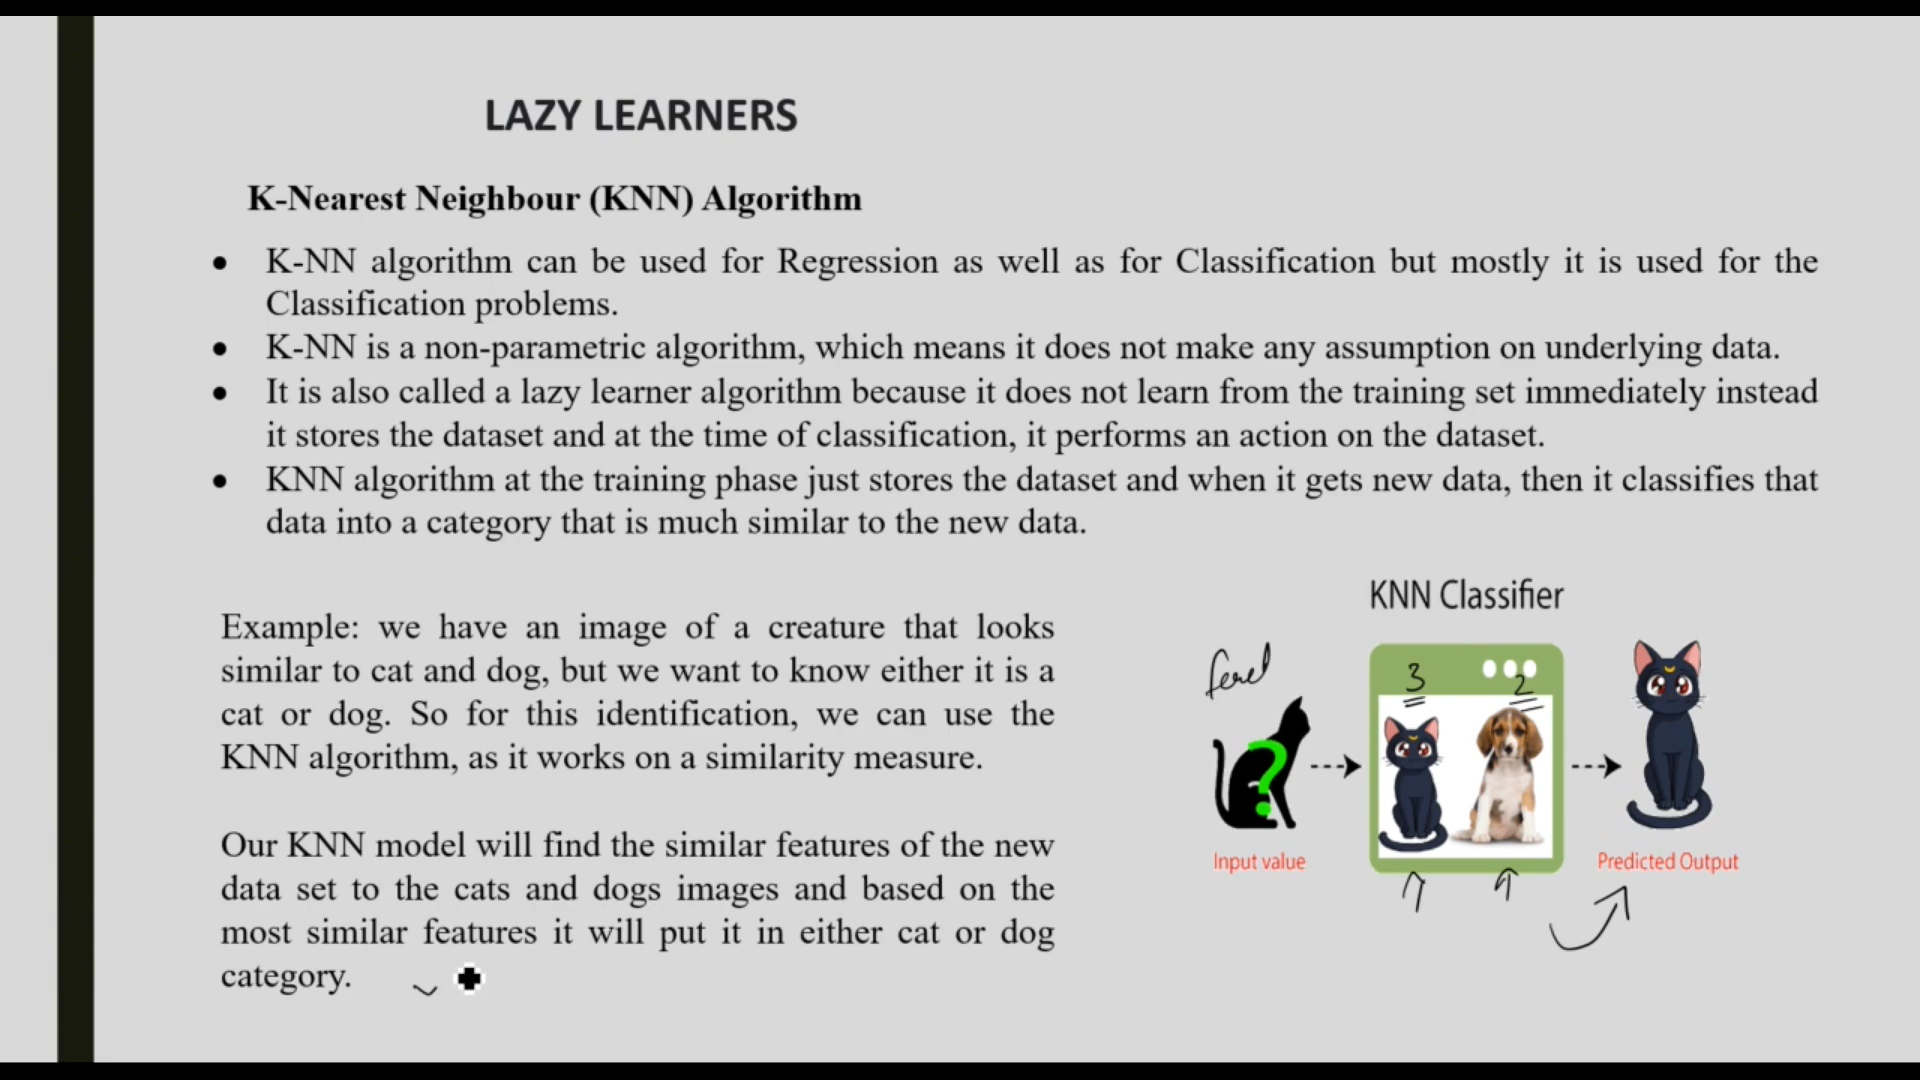 LAZY LEARNERS
K-Nearest Neighbour (KNN) Algorithm
• K-NN algorithm can be used for Regression as well as for Classification but mostly it is used for the
Classification problems.
• K-NN is a non-parametric algorithm, which means it does not make any assumption on underlying data.
• It is also called a lazy learner algorithm because it does not learn from the training set immediately instead
it stores the dataset and at the time of classification, it performs an action on the dataset.
• KNN algorithm at the training phase just stores the dataset and when it gets new data, then it classifies that
data into a category that is much similar to the new data.
Example: we have an image of a creature that looks
similar to cat and dog, but we want to know either it is a
cat or dog. So for this identification, we can use the
KNN algorithm, as it works on a similarity measure.
Our KNN model will find the similar features of the new
data set to the cats and dogs images and based on the
most similar features it will put it in either cat or dog
category.
KNN Classifier
3
2
?
Input value
Predicted Output